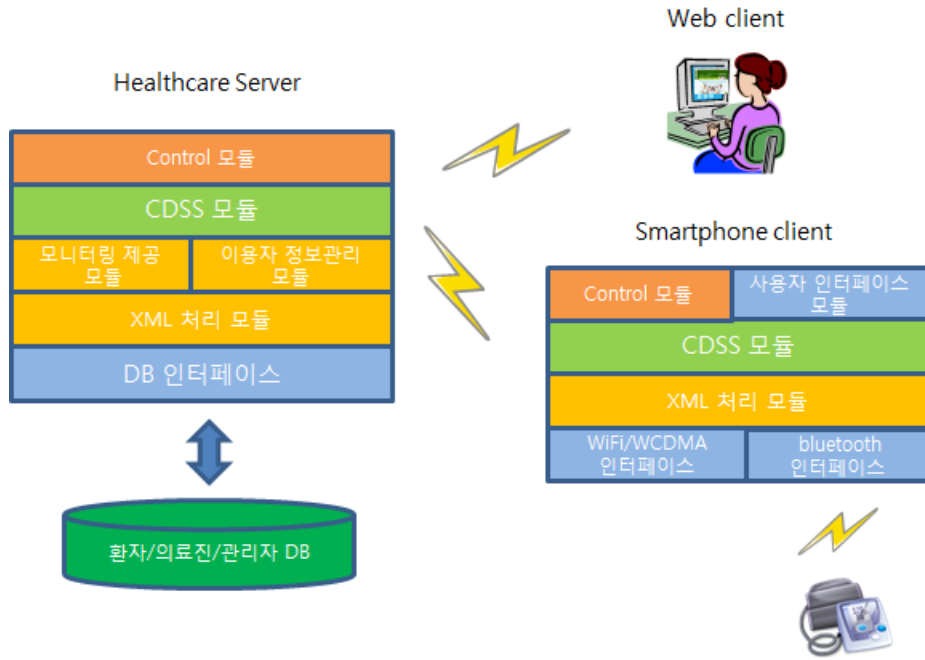 Web client
Healthcare Server
Control 모듈
CDSS 모듈
모니터링 제공
모듈
이용자 정보관리
모듈
XML 처리 모듈
DB 인터페이스
환자/의료진/관리자 DB
Smartphone client
Control 모듈
사용자 인터페이스
모듈
CDSS 모듈
XML 처리 모듈
WiFi/WCDMA
인터페이스
bluetooth
인터페이스